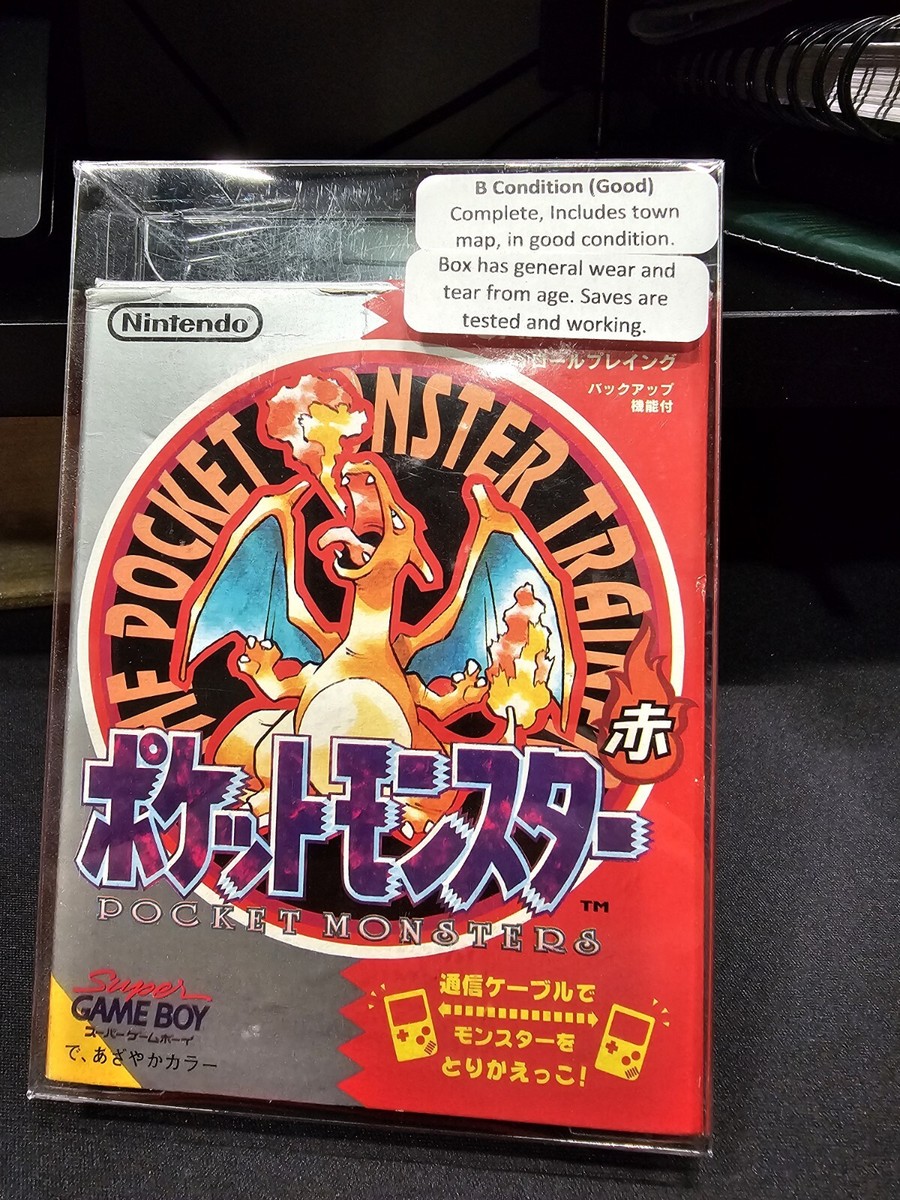 B Condition (Good)
Complete, Includes town
map, in good condition.
Box has general wear and
tear from age. Saves are
tested and working.
Nintendo®
ロールプレイング
バックアップ
機能付
POCKET MONSTER
赤
ポケットモンスター
TM
POCKET MONSTERS
Super
GAME BOY
スーパーゲームボーイ
で、あざやかカラー
通信ケーブルで
モンスターを
とりかえっこ!